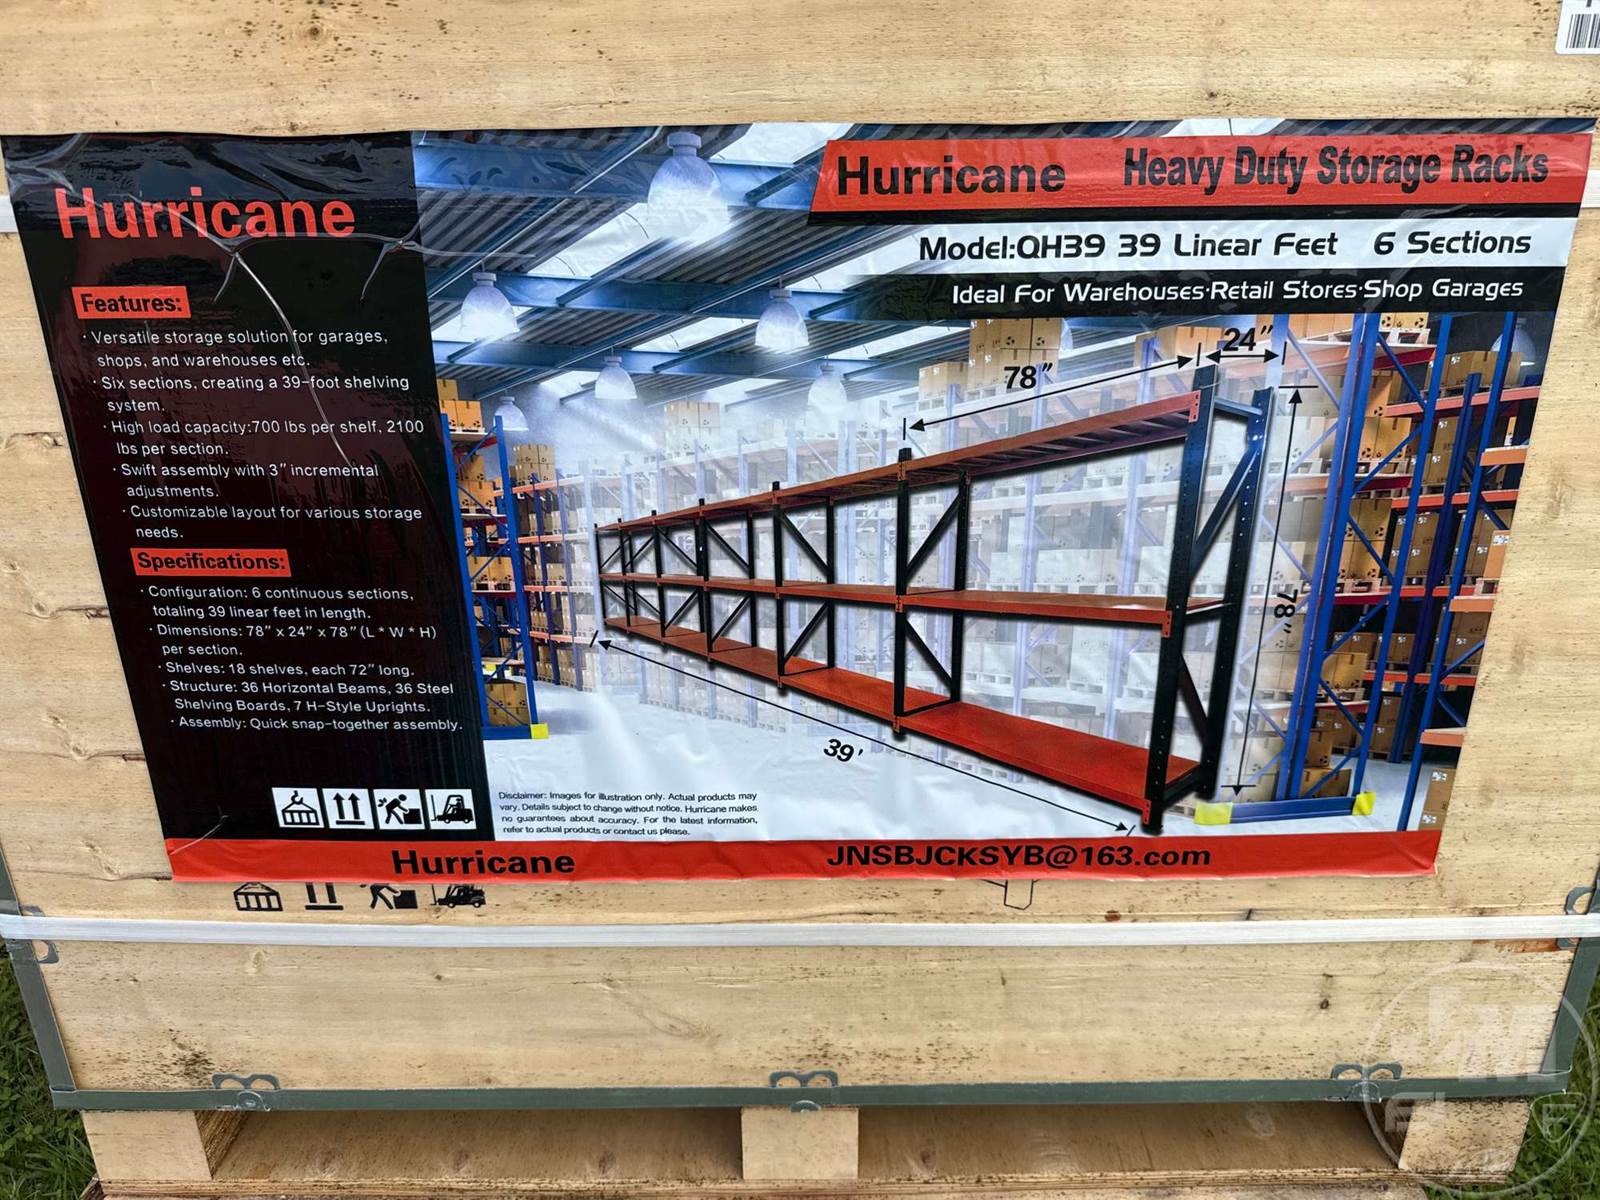 Hurricane
Features:
· Versatile storage solution for garages,
shops, and warehouses etc.
· Six sections, creating a 39-foot shelving
system.
· High load capacity:700 lbs per shelf, 2100
lbs per section.
· Swift assembly with 3" incremental
adjustments.
· Customizable layout for various storage
needs.
Specifications:
· Configuration: 6 continuous sections,
totaling 39 linear feet in length.
· Dimensions: 78" x 24" x 78" (L * W * H)
per section.
· Shelves: 18 shelves, each 72" long.
· Structure: 36 Horizontal Beams, 36 Steel
Shelving Boards, 7 H-Style Uprights.
· Assembly: Quick snap-together assembly.
Hurricane Heavy Duty Storage Racks
Model:QH39 39 Linear Feet 6 Sections
Ideal For Warehouses·Retail Stores·Shop Garages
24"
78"
78"
39'
Disclaimer: Images for illustration only. Actual products may
vary. Details subject to change without notice. Hurricane makes
no guarantees about accuracy. For the latest information,
refer to actual products or contact us please.
Hurricane JNSBJCKSYB@163.com